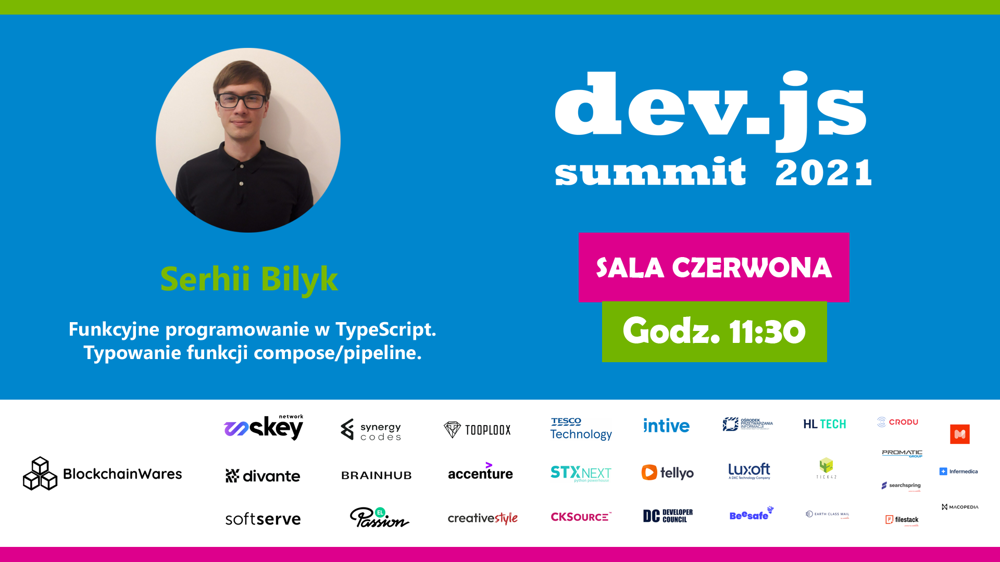 dev.js
summit 2021
Serhii Bilyk
Funkcyjne programowanie w TypeScript.
Typowanie funkcji compose/pipeline.
SALA CZERWONA
Godz. 11:30
BlockchainWares
skey
network
divante
softserve
synergy
codes
BRAINHUB
EL
Passion
TOOPLOOX
accenture
creativestyle
TESCO
Technology
STX NEXT
python powerhouse
CKSOURCE™
intive
tellyo
DC DEVELOPER
COUNCIL
OŚRODEK
PRZETWARZANIA
INFORMACJI
Luxoft
A DXC Technology Company
Beesafe
HL TECH
TICK42
EARTH CLASS MAIL
CRODU
PROMATIC
GROUP
searchspring
filestack
Infermedica
MACOPEDIA